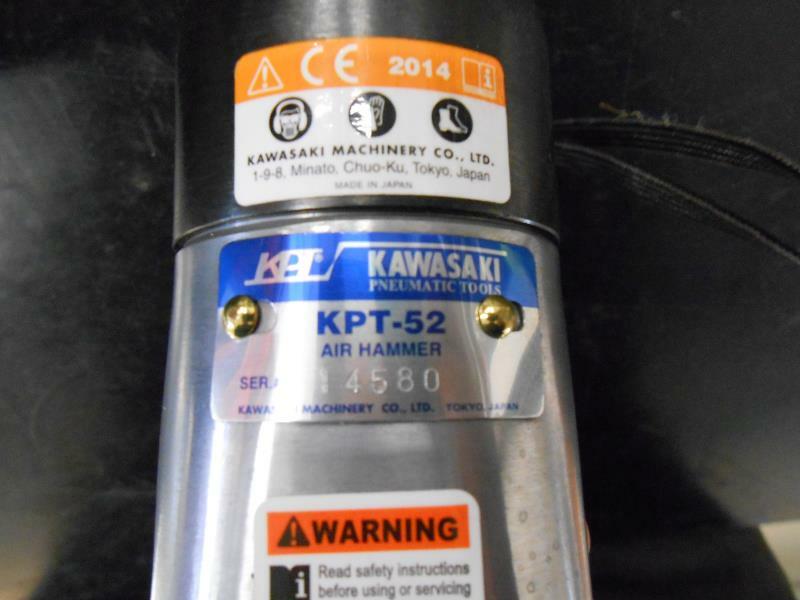 CE 2014
KAWASAKI MACHINERY CO., LTD.
1-9-8, Minato, Chuo-Ku, Tokyo, Japan
MADE IN JAPAN
KPT® KAWASAKI
PNEUMATIC TOOLS
KPT-52
AIR HAMMER
SER. 4580
KAWASAKI MACHINERY CO., LTD. TOKYO, JAPAN
WARNING
Read safety instructions
before using or servicing